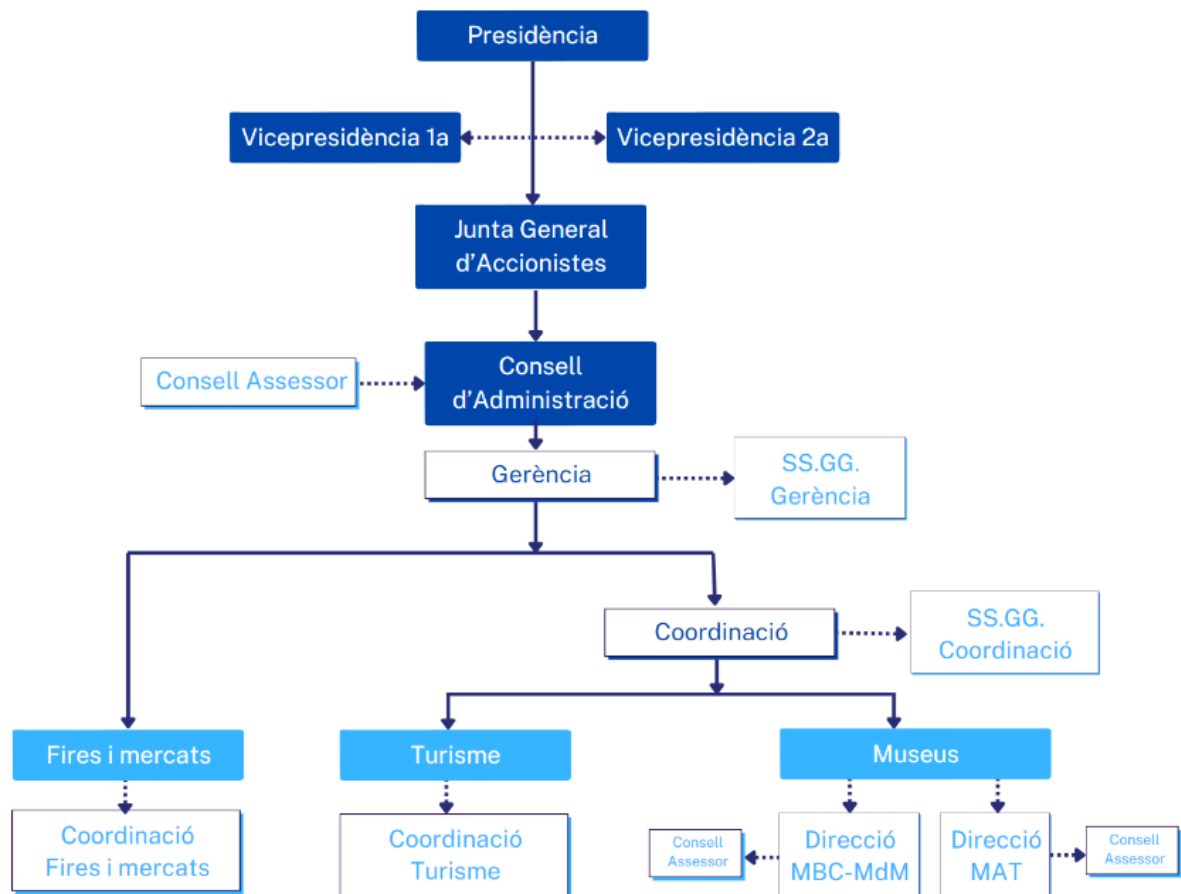 Presidència
Vicepresidència 1a
Vicepresidència 2a
Junta General
d’Accionistes
Consell Assessor
Consell
d’Administració
Gerència
SS.GG.
Gerència
Coordinació
SS.GG.
Coordinació
Fires i mercats
Turisme
Museus
Coordinació
Fires i mercats
Coordinació
Turisme
Consell
Assessor
Direcció
MBC-MdM
Direcció
MAT
Consell
Assessor